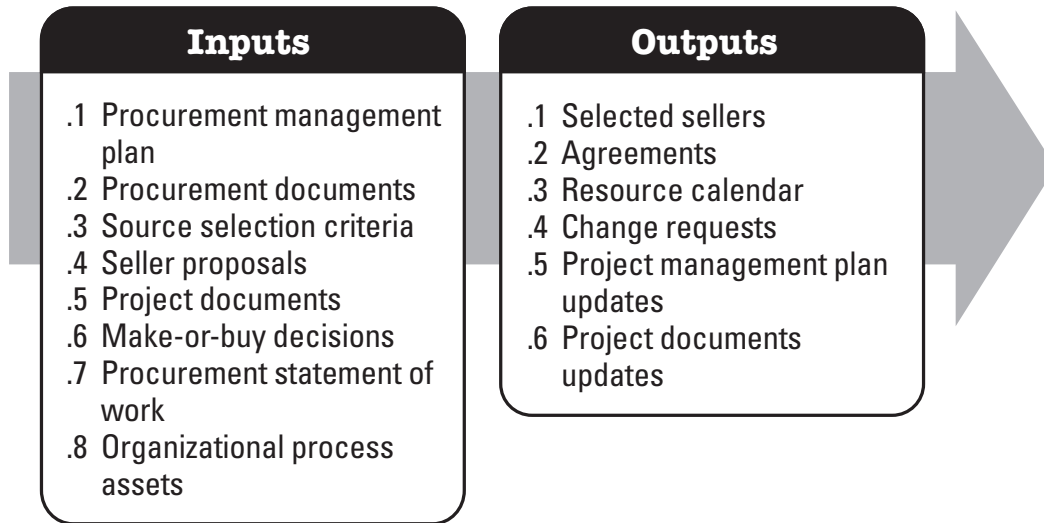 Inputs
.1 Procurement management
plan
.2 Procurement documents
.3 Source selection criteria
.4 Seller proposals
.5 Project documents
.6 Make-or-buy decisions
.7 Procurement statement of
work
.8 Organizational process
assets
Outputs
.1 Selected sellers
.2 Agreements
.3 Resource calendar
.4 Change requests
.5 Project management plan
updates
.6 Project documents
updates